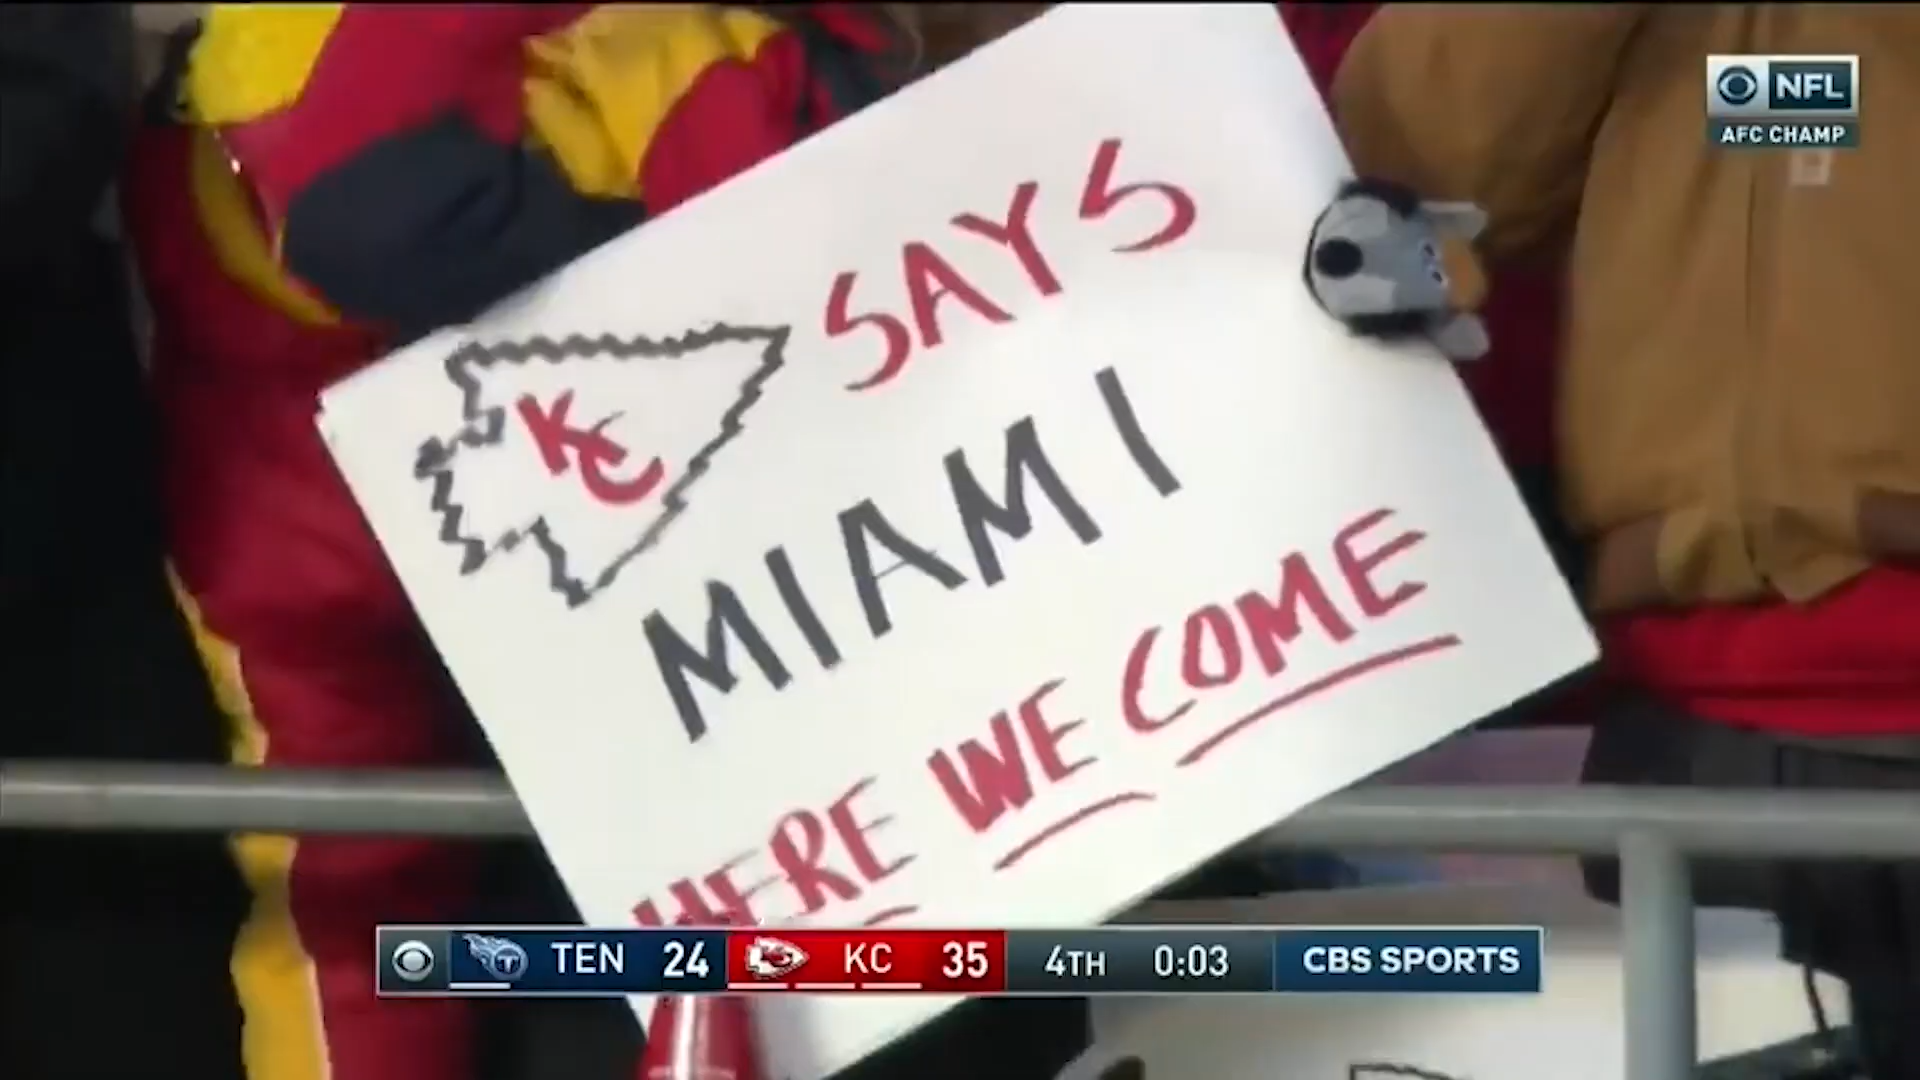 NFL
AFC CHAMP
KC SAYS
MIAMI
HERE WE COME
TEN 24 KC 35 4TH 0:03 CBS SPORTS